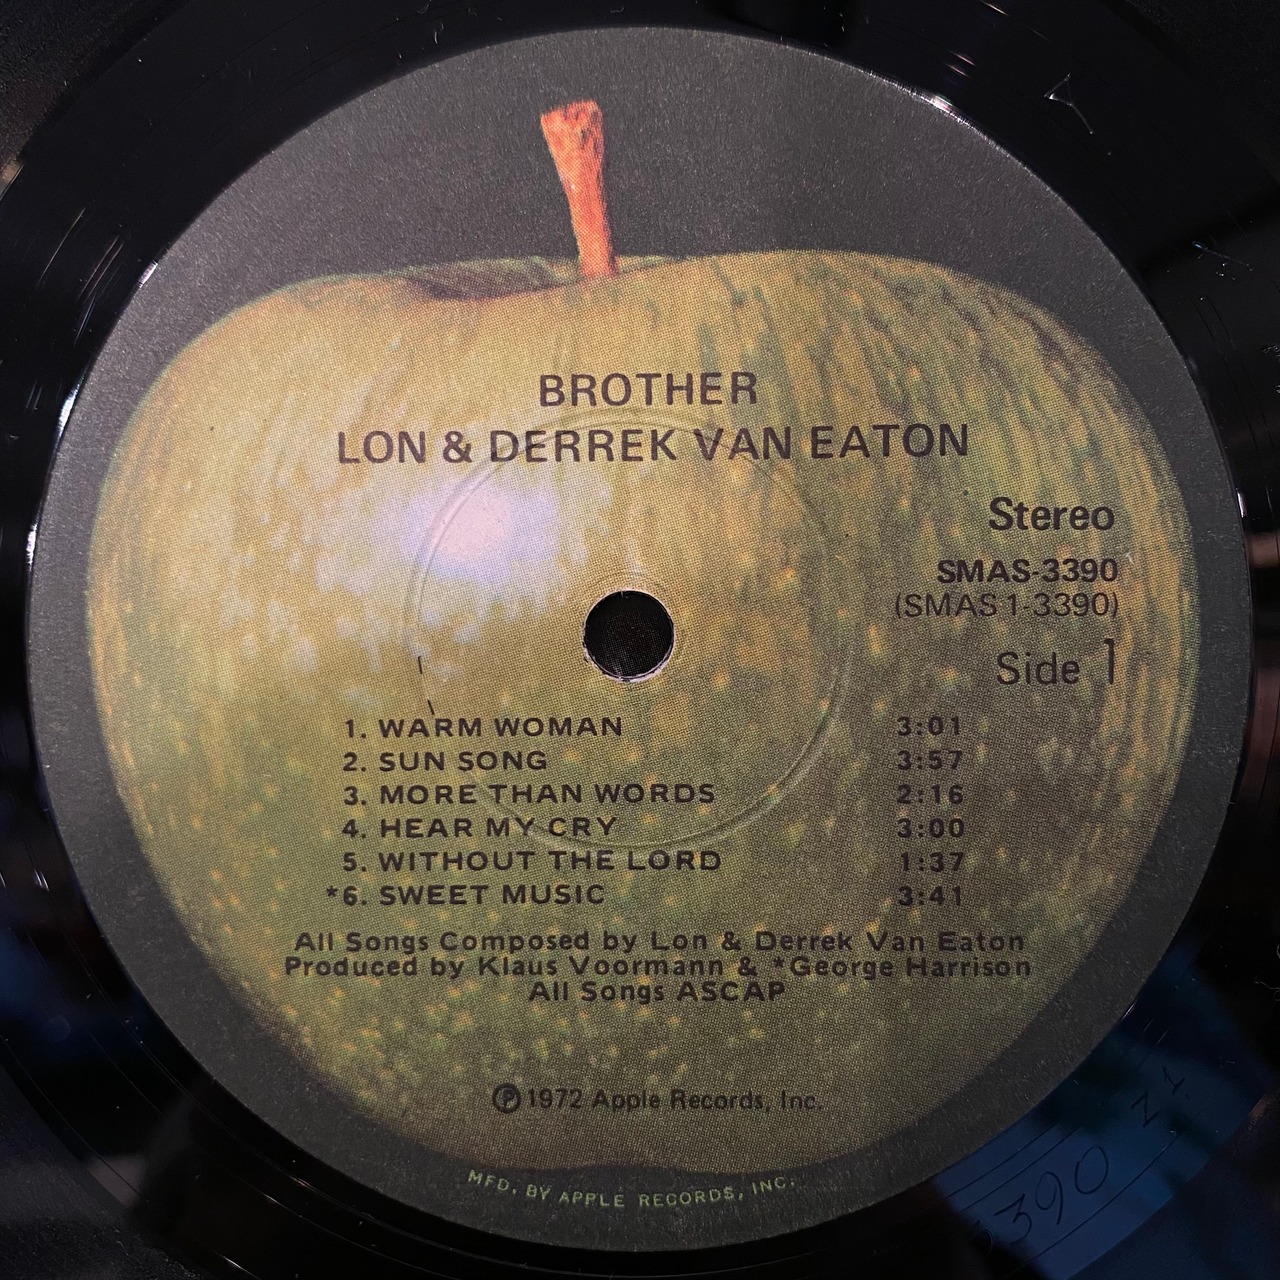 BROTHER
LON & DERREK VAN EATON
Stereo
SMAS-3390
(SMAS 1-3390)
Side 1
1. WARM WOMAN 3:01
2. SUN SONG 3:57
3. MORE THAN WORDS 2:16
4. HEAR MY CRY 3:00
5. WITHOUT THE LORD 1:37
*6. SWEET MUSIC 3:41
All Songs Composed by Lon & Derrek Van Eaton
Produced by Klaus Voormann & *George Harrison
All Songs ASCAP
Ⓟ 1972 Apple Records, Inc.
MFD. BY APPLE RECORDS, INC.
3390 Z1